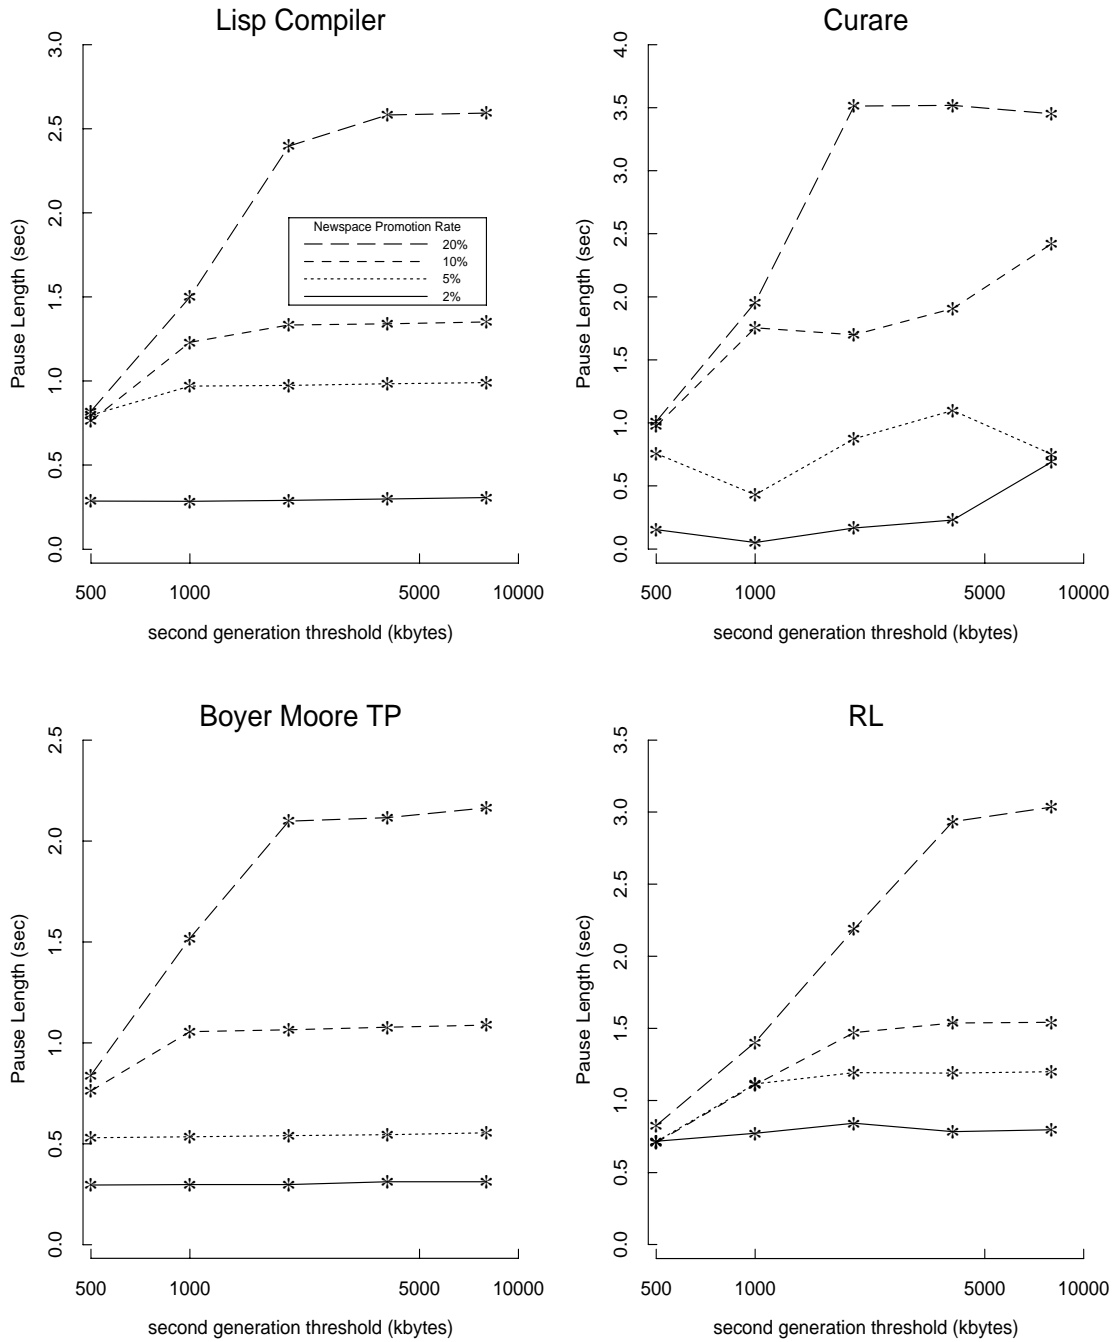 Lisp Compiler
Pause Length (sec)
3.0
2.5
2.0
1.5
1.0
0.5
0.0
Newspace Promotion Rate
20%
10%
5%
2%
500 1000 5000 10000
second generation threshold (kbytes)
Curare
Pause Length (sec)
4.0
3.5
3.0
2.5
2.0
1.5
1.0
0.5
0.0
500 1000 5000 10000
second generation threshold (kbytes)
Boyer Moore TP
Pause Length (sec)
2.5
2.0
1.5
1.0
0.5
0.0
500 1000 5000 10000
second generation threshold (kbytes)
RL
Pause Length (sec)
3.5
3.0
2.5
2.0
1.5
1.0
0.5
0.0
500 1000 5000 10000
second generation threshold (kbytes)